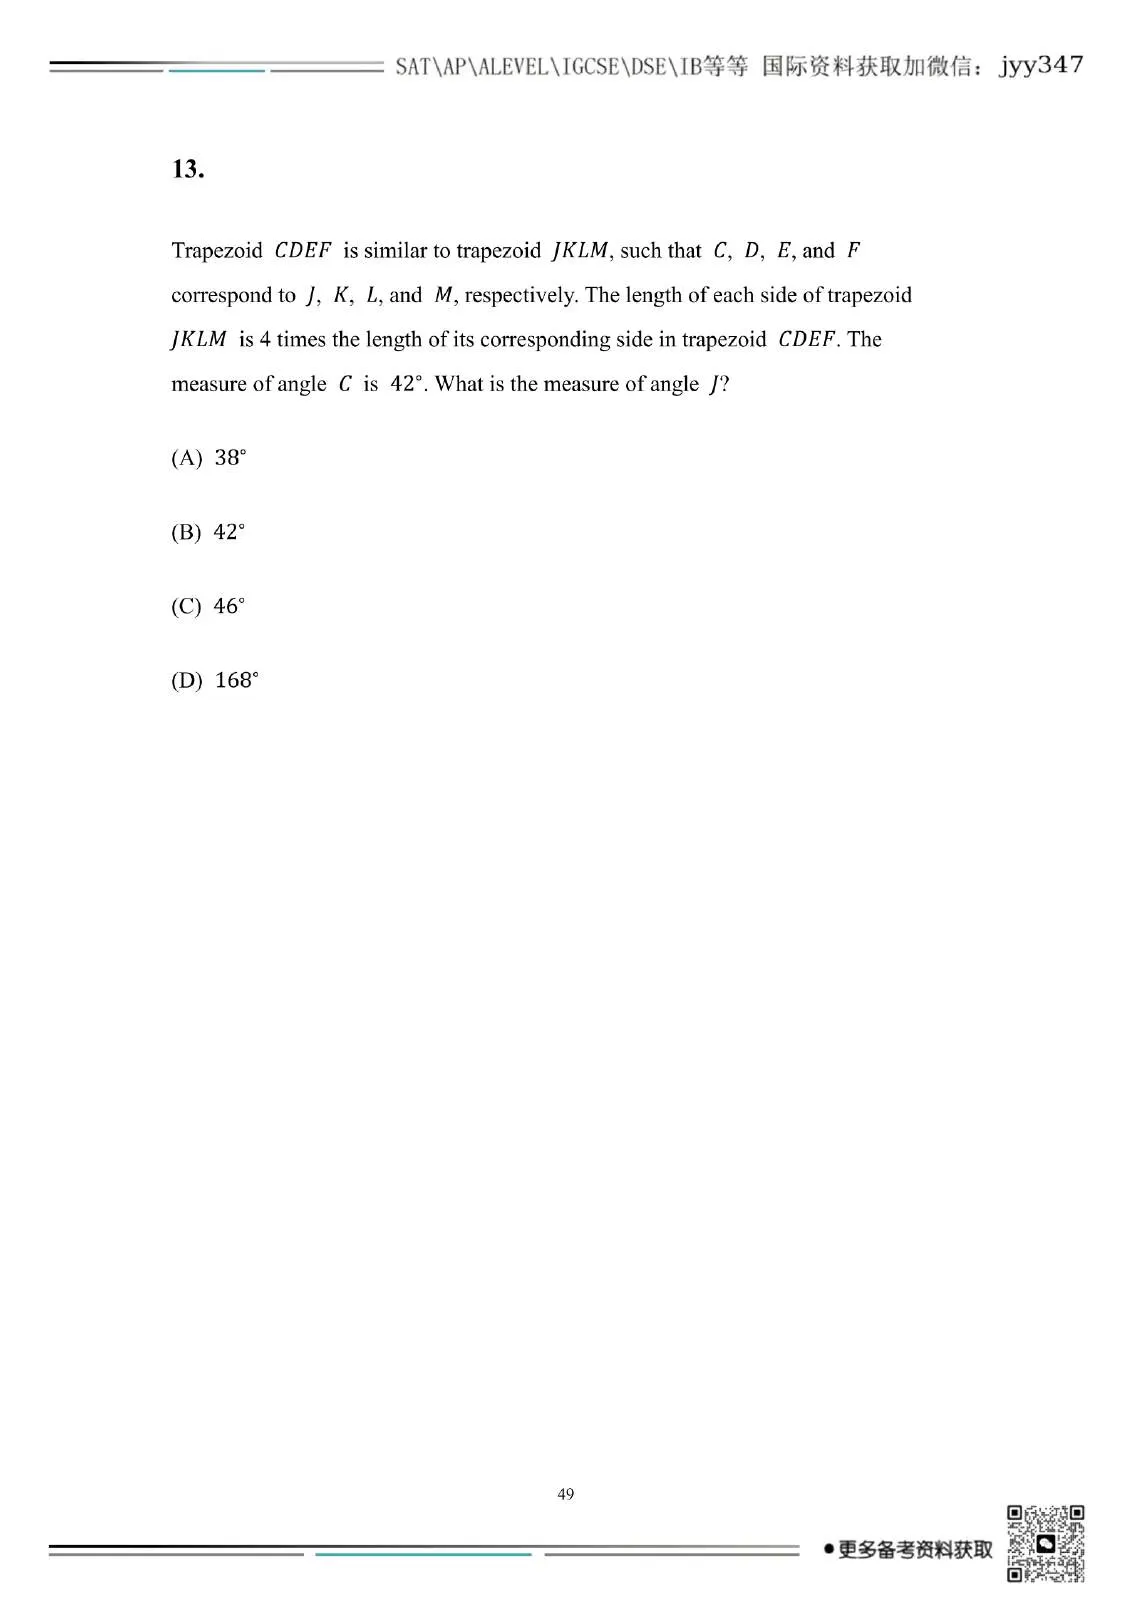 SAT\AP\ALEVEL\IGCSE\DSE\IB等等 国际资料获取加微信：jyy347
13.
Trapezoid CDEF is similar to trapezoid JKLM, such that C, D, E, and F
correspond to J, K, L, and M, respectively. The length of each side of trapezoid
JKLM is 4 times the length of its corresponding side in trapezoid CDEF. The
measure of angle C is 42°. What is the measure of angle J?
(A) 38°
(B) 42°
(C) 46°
(D) 168°
49
●更多备考资料获取